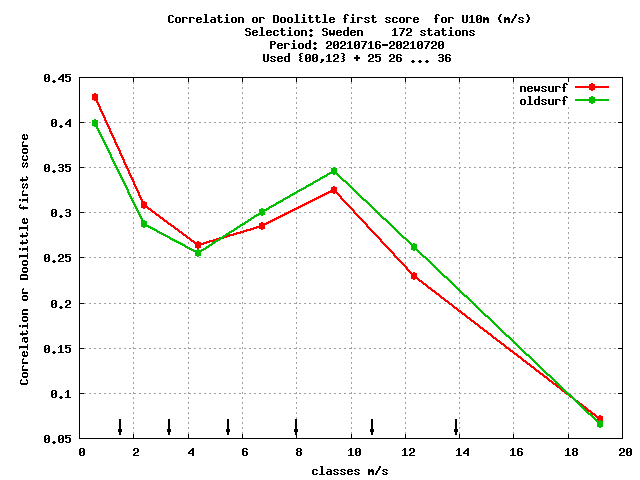 Correlation or Doolittle first score  for U10m (m/s)
Selection: Sweden    172 stations
Period: 20210716-20210720
Used {00,12} + 25 26 ... 36
newsurf
oldsurf
Correlation or Doolittle first score
0.45
0.4
0.35
0.3
0.25
0.2
0.15
0.1
0.05
0 2 4 6 8 10 12 14 16 18 20
classes m/s